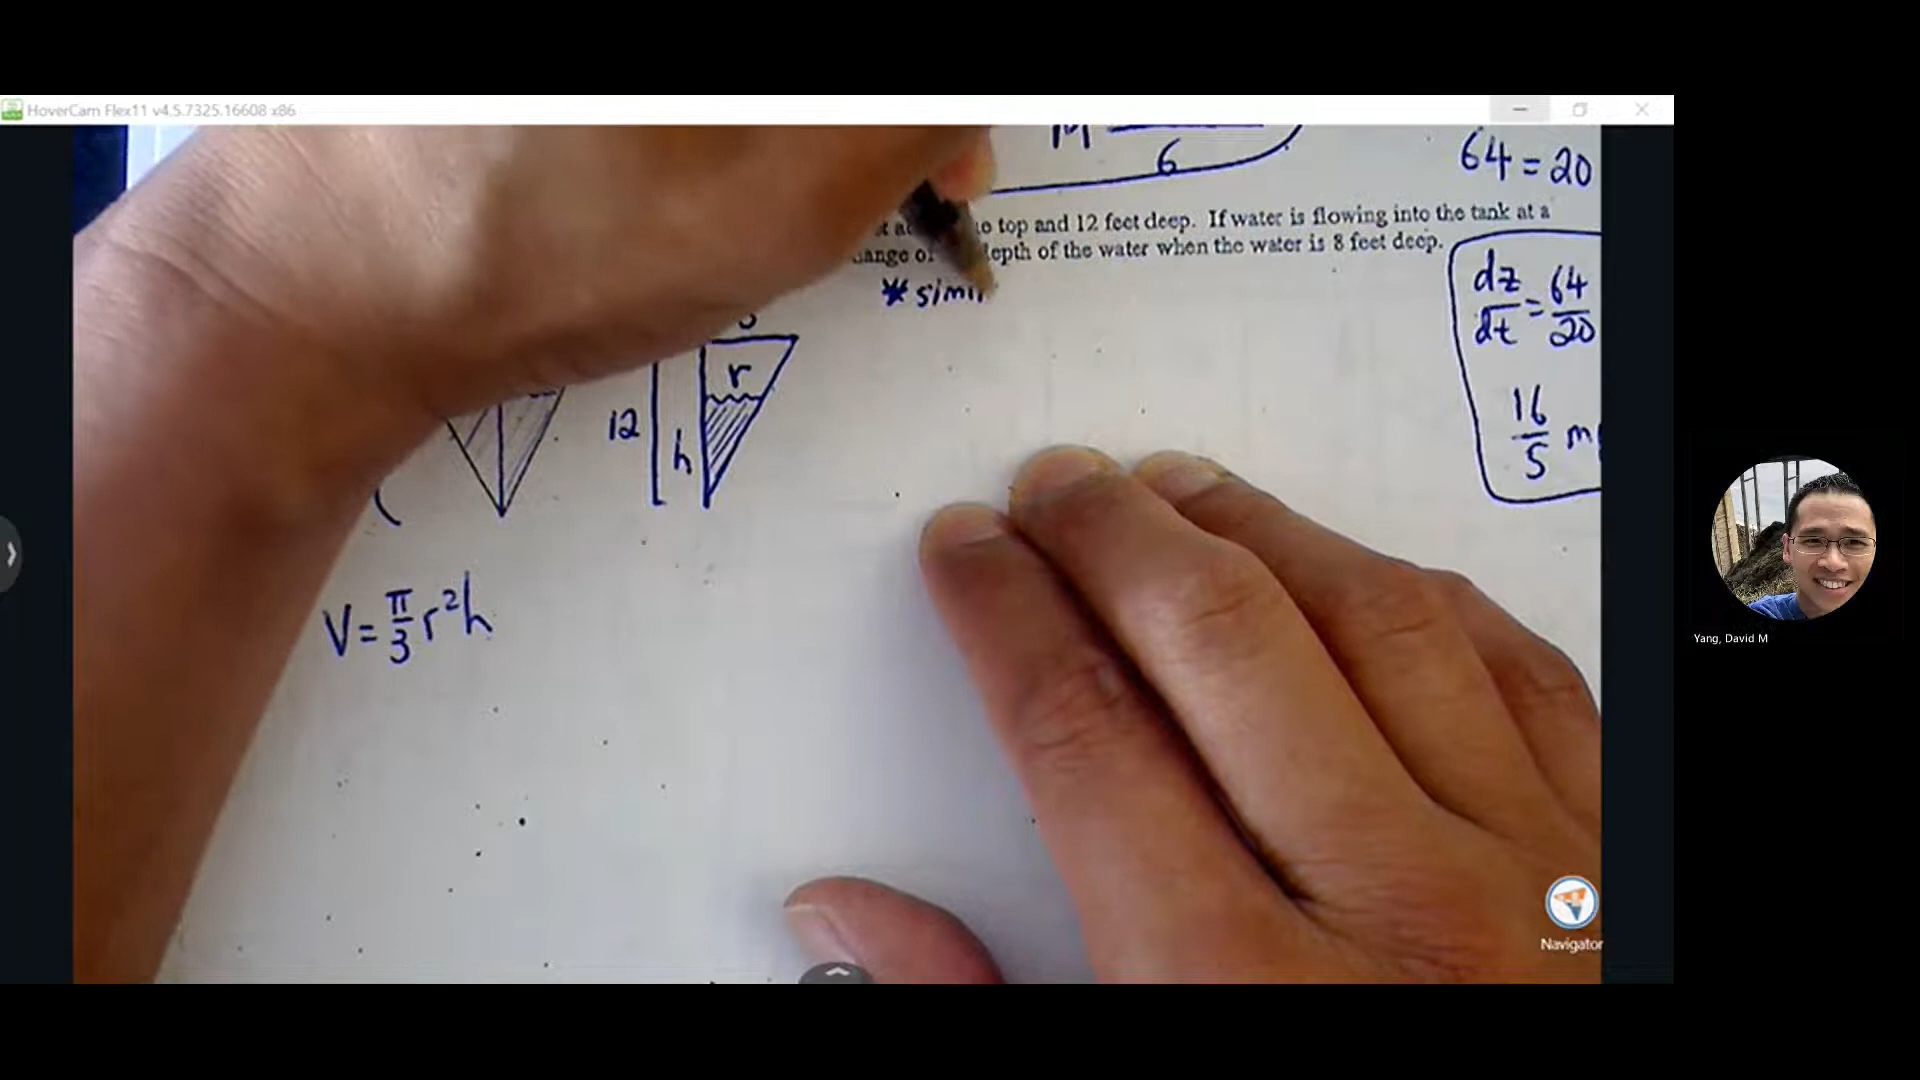 HoverCam Flex11 v4.5.7325.16608 x86
M
6
64 = 20
top and 12 feet deep. If water is flowing into the tank at a
depth of the water when the water is 8 feet deep.
* simil
dz/dt = 64/20
16/5
r
12
h
V = π/3 r²h
Yang, David M
Navigator